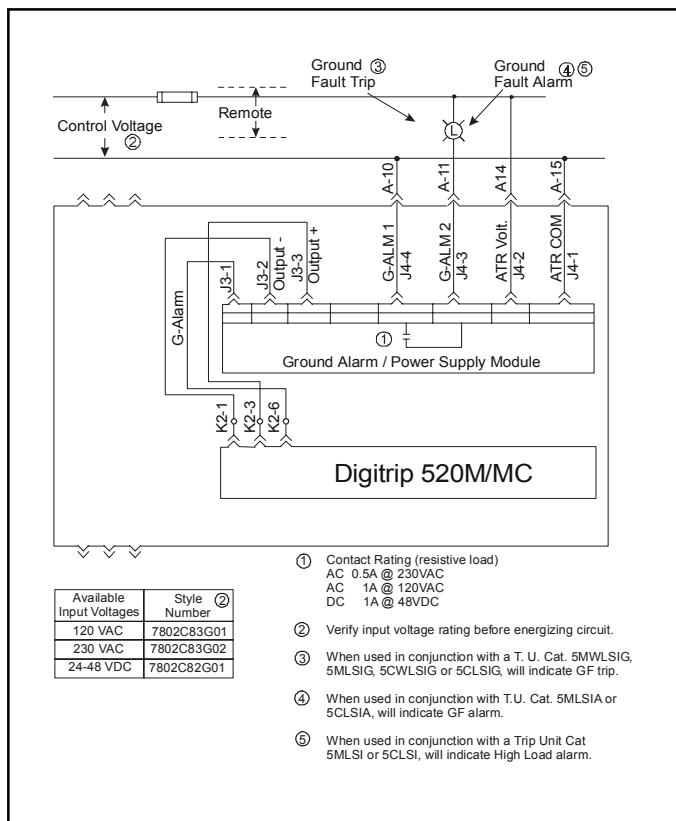 Ground ③
Fault Trip
Ground
Fault Alarm ④ ⑤
Remote
Control Voltage
②
A-10
A-11
A14
A-15
G-ALM 1
J4-4
G-ALM 2
J4-3
ATR Volt.
J4-2
ATR COM
J4-1
J3-1
J3-2
Output -
J3-3
Output +
G-Alarm
L
①
Ground Alarm / Power Supply Module
K2-1
K2-3
K2-6
Digitrip 520M/MC
Available
Input Voltages
Style ②
Number
120 VAC 7802C83G01
230 VAC 7802C83G02
24-48 VDC 7802C82G01
① Contact Rating (resistive load)
AC 0.5A @ 230VAC
AC 1A @ 120VAC
DC 1A @ 48VDC
② Verify input voltage rating before energizing circuit.
③ When used in conjunction with a T. U. Cat. 5MWLSIG,
5MLSIG, 5CWLSIG or 5CLSIG, will indicate GF trip.
④ When used in conjunction with T.U. Cat. 5MLSIA or
5CLSIA, will indicate GF alarm.
⑤ When used in conjunction with a Trip Unit Cat
5MLSI or 5CLSI, will indicate High Load alarm.